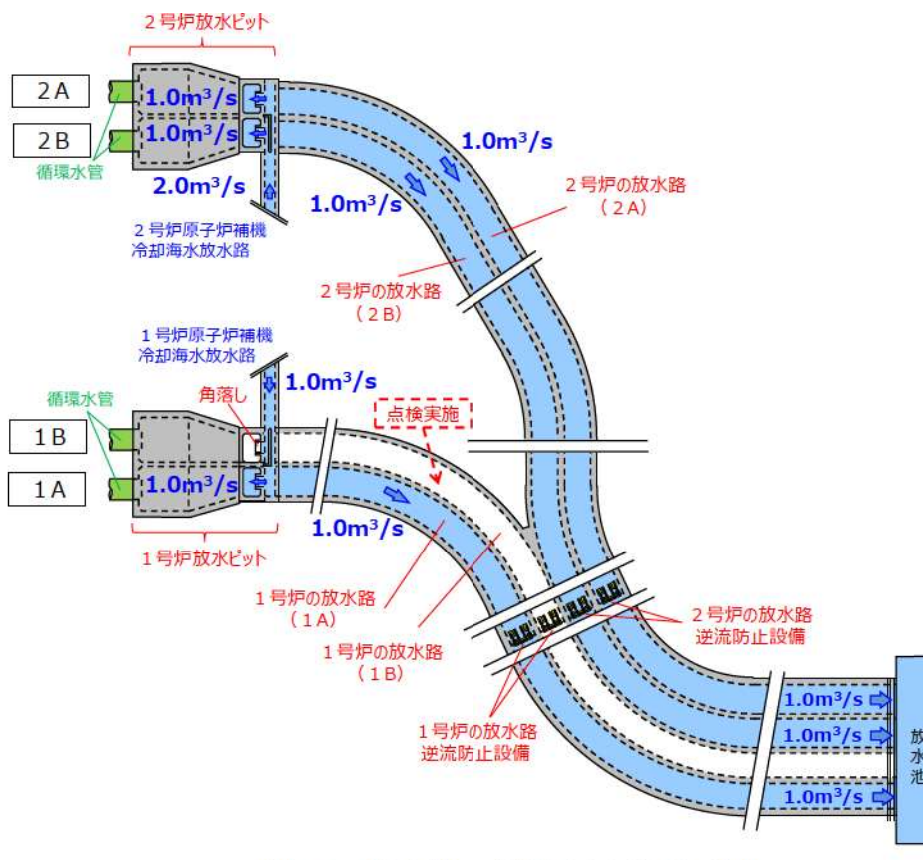 2号炉放水ピット
2A
1.0m³/s
2B
1.0m³/s
循環水管
2.0m³/s
2号炉原子炉補機
冷却海水放水路
1.0m³/s
1.0m³/s
2号炉の放水路
(2A)
2号炉の放水路
(2B)
1号炉原子炉補機
冷却海水放水路
1.0m³/s
循環水管
角落し
点検実施
1B
1A
1.0m³/s
1.0m³/s
1号炉放水ピット
1号炉の放水路
(1A)
1号炉の放水路
(1B)
2号炉の放水路
逆流防止設備
1号炉の放水路
逆流防止設備
1.0m³/s
1.0m³/s
1.0m³/s
放
水
池